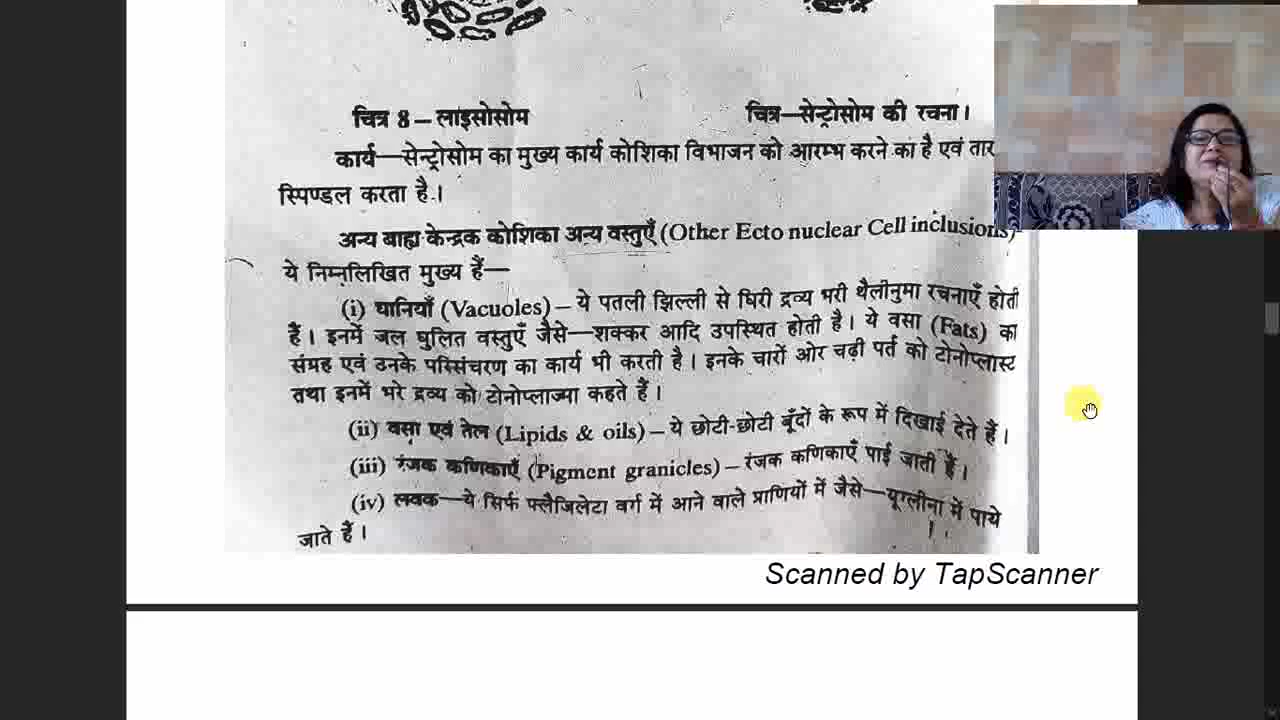 चित्र 8 – लाइसोसोम
चित्र—सेन्ट्रोसोम की रचना।
कार्य—सेन्ट्रोसोम का मुख्य कार्य कोशिका विभाजन को आरम्भ करने का है एवं तार
स्पिण्डल करता है।
अन्य बाह्य केन्द्रक कोशिका अन्य वस्तुएँ (Other Ecto nuclear Cell inclusions)
ये निम्नलिखित मुख्य हैं—
(i) धानियाँ (Vacuoles) – ये पतली झिल्ली से घिरी द्रव्य भरी थैलीनुमा रचनाएँ होती
हैं। इनमें जल घुलित वस्तुएँ जैसे—शक्कर आदि उपस्थित होती है। ये वसा (Fats) का
संग्रह एवं उनके परिसंचरण का कार्य भी करती है। इनके चारों ओर चढ़ी पर्त को टोनोप्लास्ट
तथा इनमें भरे द्रव्य को टोनोप्लाज्मा कहते हैं।
(ii) वसा एवं तेल (Lipids & oils) – ये छोटी-छोटी बूँदों के रूप में दिखाई देते हैं।
(iii) रंजक कणिकाएँ (Pigment granicles) – रंजक कणिकाएँ पाई जाती हैं।
(iv) लवक—ये सिर्फ फ्लैजिलेटा वर्ग में आने वाले प्राणियों में जैसे—यूग्लीना में पाये
जाते हैं।
Scanned by TapScanner